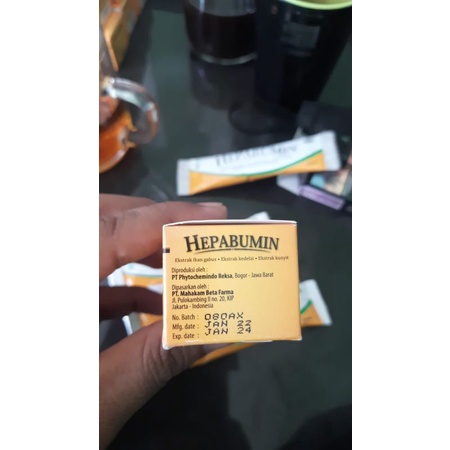 HEPABUMIN
HEPABUMIN
Ekstrak ikan gabus • Ekstrak kedelai • Ekstrak kunyit
Diproduksi oleh :
PT Phytochemindo Reksa, Bogor - Jawa Barat
Dipasarkan oleh :
PT. Mahakam Beta Farma
Jl. Pulokambing II no. 20, KIP
Jakarta - Indonesia
No. Batch : 080AX
Mfg. date : JAN 22
Exp. date : JAN 24